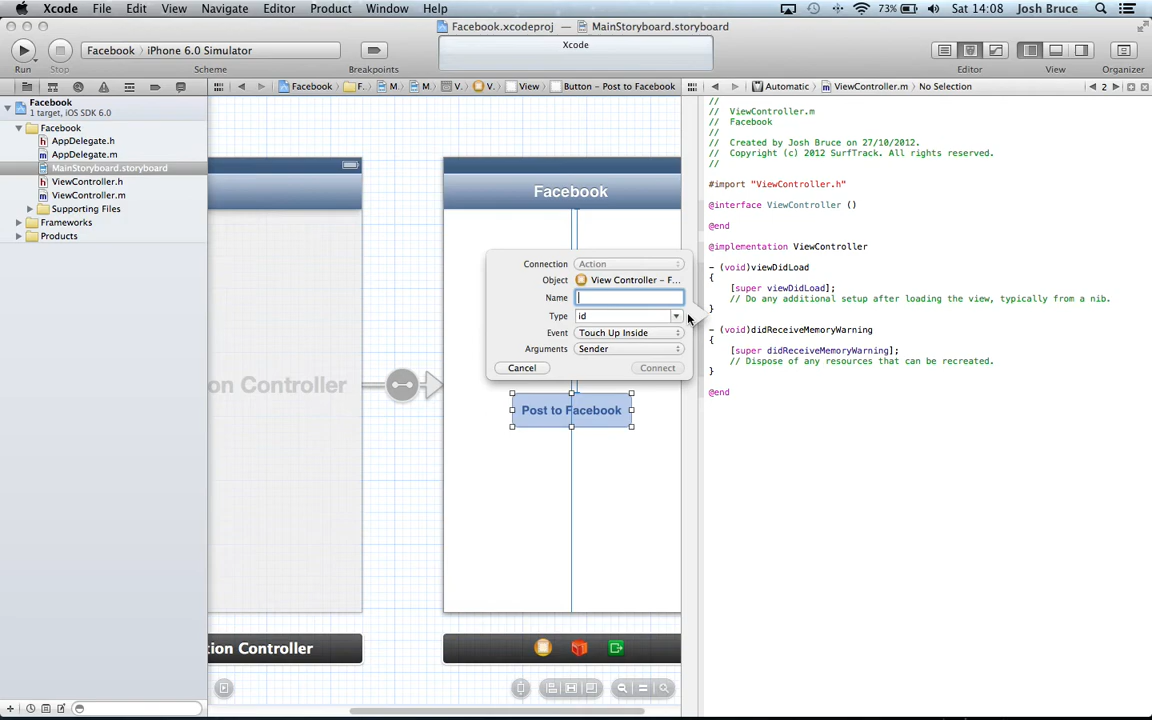 Xcode File Edit View Navigate Editor Product Window Help 73% Sat 14:08 Josh Bruce
Facebook.xcodeproj — MainStoryboard.storyboard
Run Stop
Facebook iPhone 6.0 Simulator
Scheme
Breakpoints
Xcode
Editor
View
Organizer
Facebook F... M... M. V.. View Button - Post to Facebook
Automatic ViewController.m No Selection 2
Facebook
1 target, iOS SDK 6.0
Facebook
AppDelegate.h
AppDelegate.m
MainStoryboard.storyboard
ViewController.h
ViewController.m
Supporting Files
Frameworks
Products
ion Controller
Facebook
Connection Action
Object View Controller – F...
Name
Type id
Event Touch Up Inside
Arguments Sender
Cancel Connect
Post to Facebook
tion Controller
//
// ViewController.m
// Facebook
//
// Created by Josh Bruce on 27/10/2012.
// Copyright (c) 2012 SurfTrack. All rights reserved.
//
#import "ViewController.h"
@interface ViewController ()
@end
@implementation ViewController
- (void)viewDidLoad
{
[super viewDidLoad];
// Do any additional setup after loading the view, typically from a nib.
}
- (void)didReceiveMemoryWarning
{
[super didReceiveMemoryWarning];
// Dispose of any resources that can be recreated.
}
@end